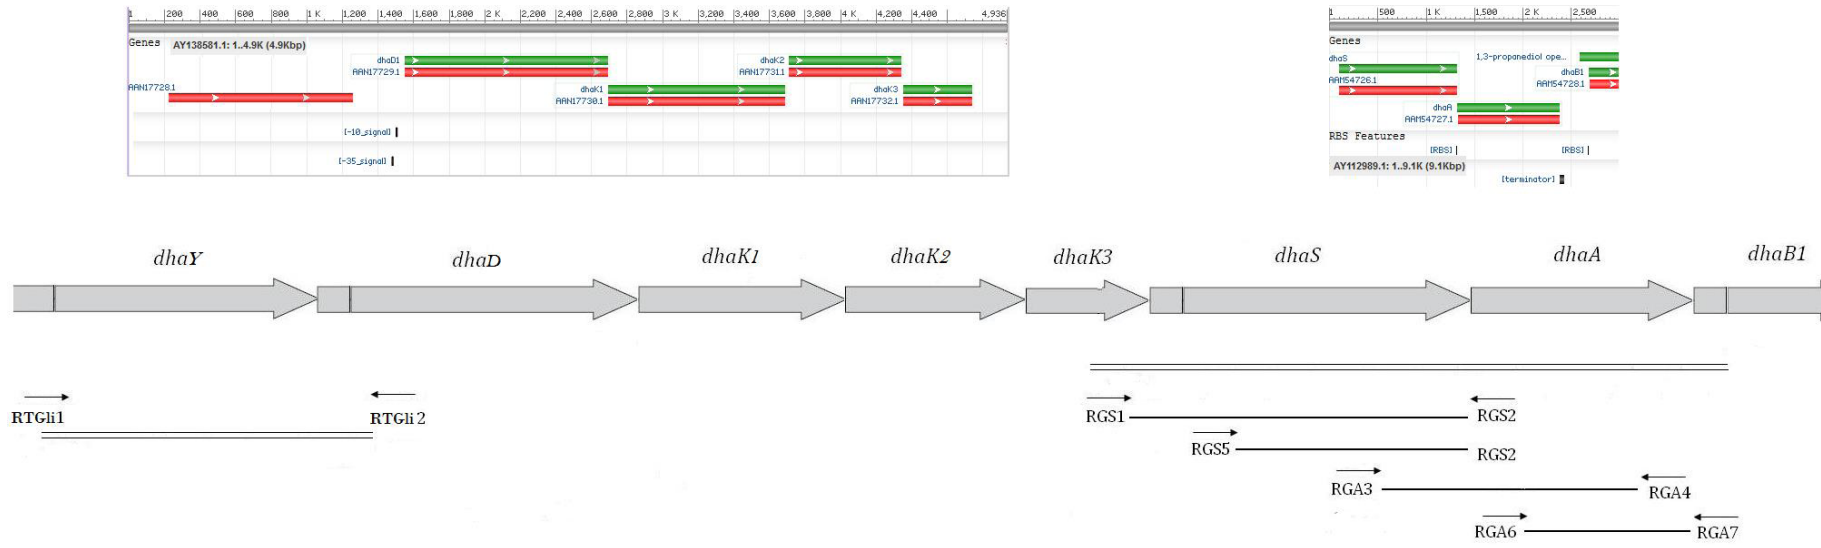 1 200 400 600 800 1 K 1,200 1,400 1,600 1,800 2 K 2,200 2,400 2,600 2,800 3 K 3,200 3,400 3,600 3,800 4 K 4,200 4,400 4,936
Genes AY138581.1: 1..4.9K (4.9Kbp)
dhaD1 dhaK2
AAN17729.1 AAN17731.1
AAN17728.1
dhaK1 dhaK3
AAN17730.1 AAN17732.1
[-10_signal]
[-35_signal]
1 500 1 K 1,500 2 K 2,500
Genes
dhaS 1,3-propanediol ope...
AAM54726.1 dhaB1
AAM54728.1
dhaA
AAM54727.1
RBS Features
[RBS] [RBS]
AY112989.1: 1..9.1K (9.1Kbp)
[terminator]
dhaY dhaD dhaK1 dhaK2 dhaK3 dhaS dhaA dhaB1
RTGli1 RTGli2 RGS1 RGS2
RGS5 RGS2
RGA3 RGA4
RGA6 RGA7